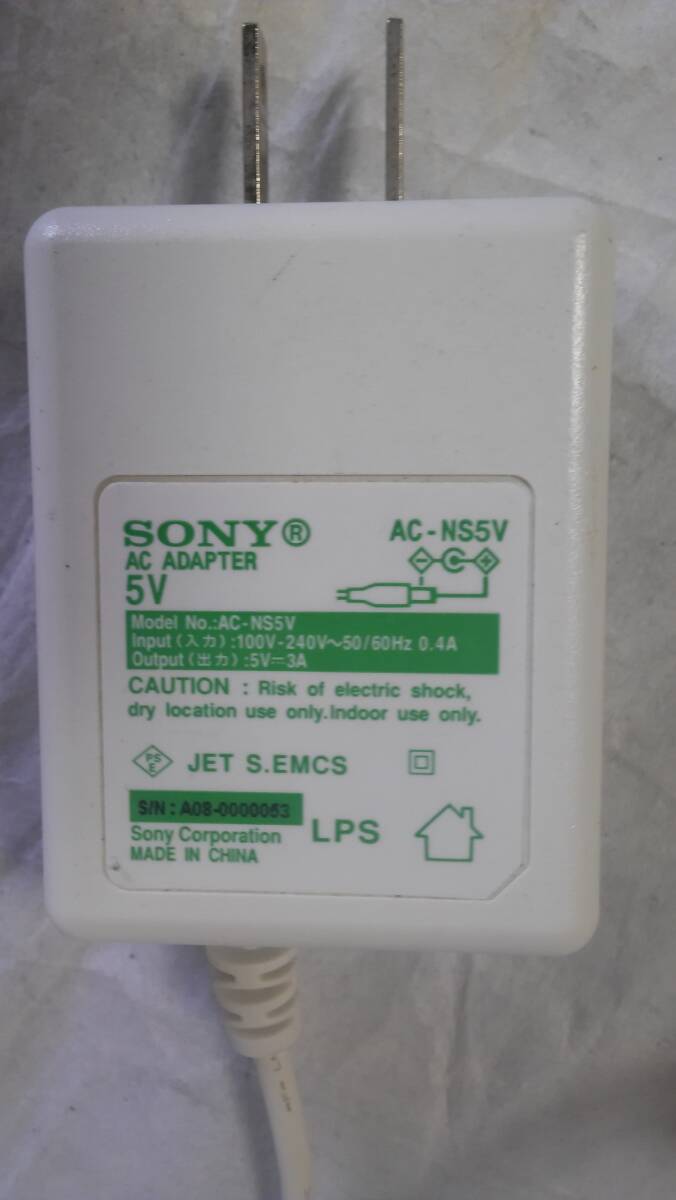 SONY® AC-NS5V
AC ADAPTER
5V
Model No.:AC-NS5V
Input(入力):100V-240V~50/60Hz 0.4A
Output(出力):5V⎓3A
CAUTION : Risk of electric shock,
dry location use only.Indoor use only.
PSE JET S.EMCS
S/N : A08-0000053
Sony Corporation LPS
MADE IN CHINA